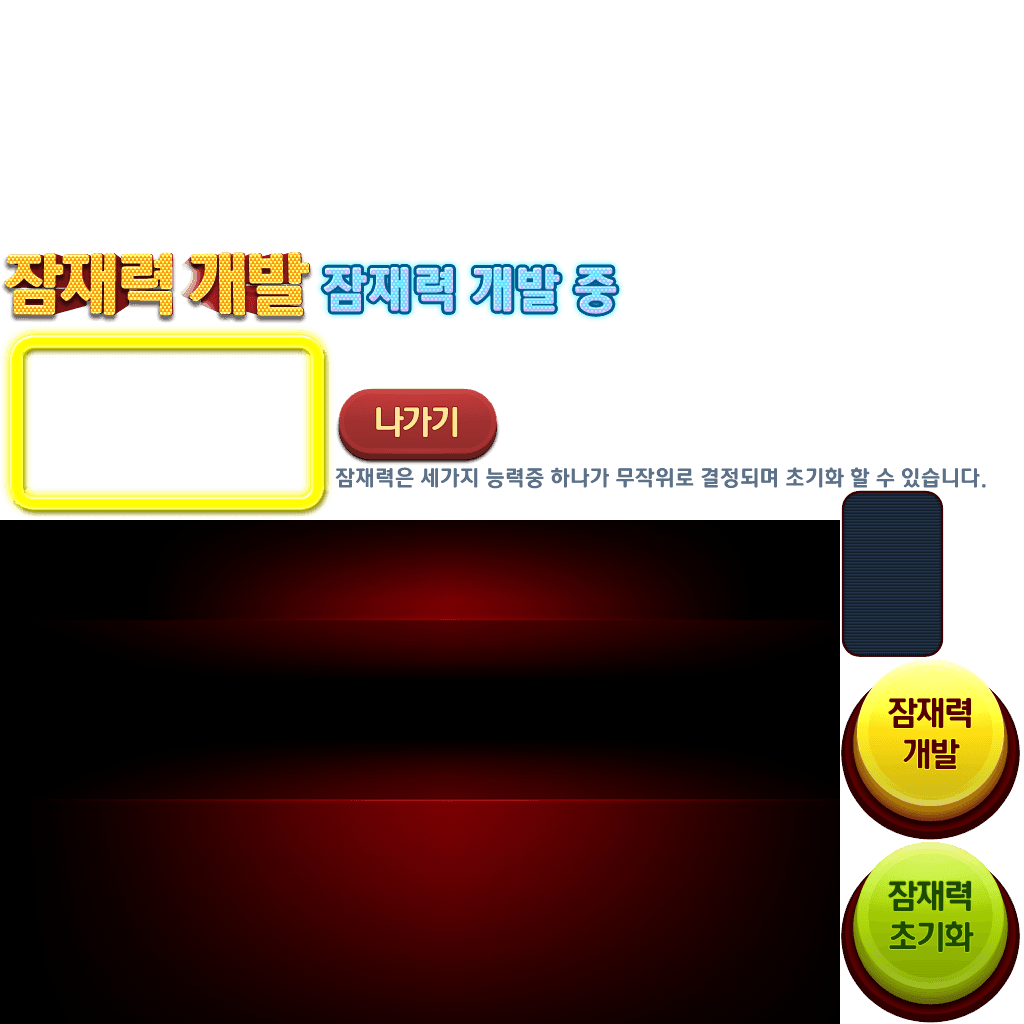 잠재력 개발
잠재력 개발 중
나가기
잠재력은 세가지 능력중 하나가 무작위로 결정되며 초기화 할 수 있습니다.
잠재력
개발
잠재력
초기화